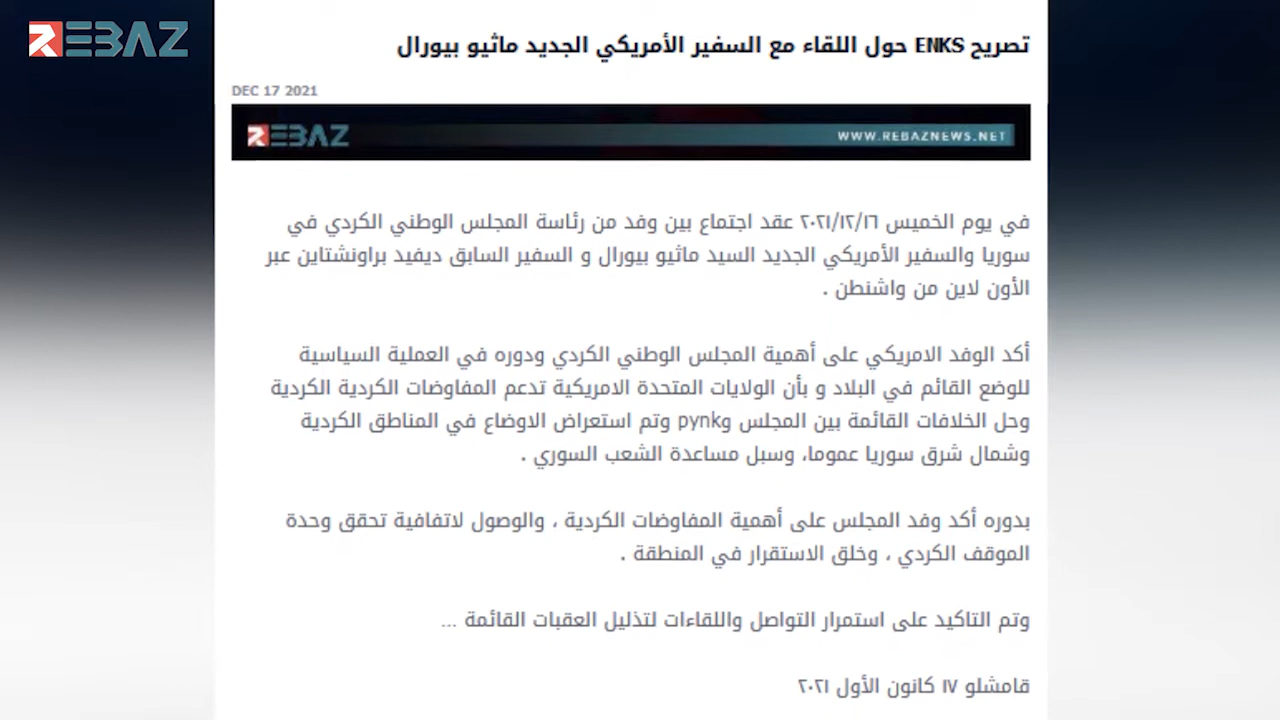 REBAZ
تصريح ENKS حول اللقاء مع السفير الأمريكي الجديد ماثيو بيورال
DEC 17 2021
REBAZ
WWW.REBAZNEWS.NET
في يوم الخميس ٢٠٢١/١٢/١٦ عقد اجتماع بين وفد من رئاسة المجلس الوطني الكردي في
سوريا والسفير الأمريكي الجديد السيد ماثيو بيورال و السفير السابق ديفيد براونشتاين عبر
الأون لاين من واشنطن .
أكد الوفد الامريكي على أهمية المجلس الوطني الكردي ودوره في العملية السياسية
للوضع القائم في البلاد و بأن الولايات المتحدة الامريكية تدعم المفاوضات الكردية الكردية
وحل الخلافات القائمة بين المجلس وpynk وتم استعراض الاوضاع في المناطق الكردية
وشمال شرق سوريا عموما، وسبل مساعدة الشعب السوري .
بدوره أكد وفد المجلس على أهمية المفاوضات الكردية ، والوصول لاتفافية تحقق وحدة
الموقف الكردي ، وخلق الاستقرار في المنطقة .
وتم التاكيد على استمرار التواصل واللقاءات لتذليل العقبات القائمة ...
قامشلو ١٧ كانون الأول ٢٠٢١